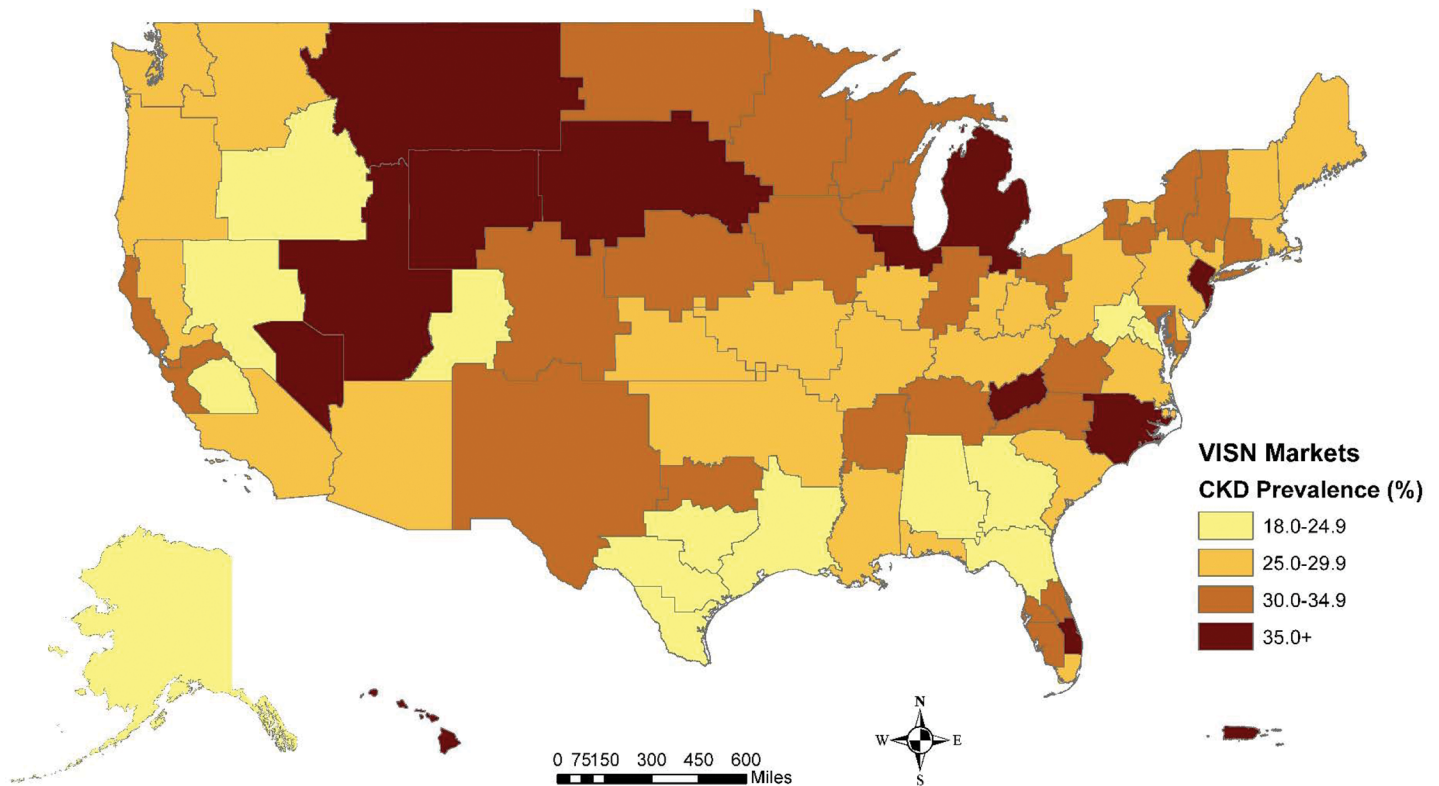 VISN Markets
CKD Prevalence (%)
18.0-24.9
25.0-29.9
30.0-34.9
35.0+
N
W E
S
0 75150 300 450 600
Miles